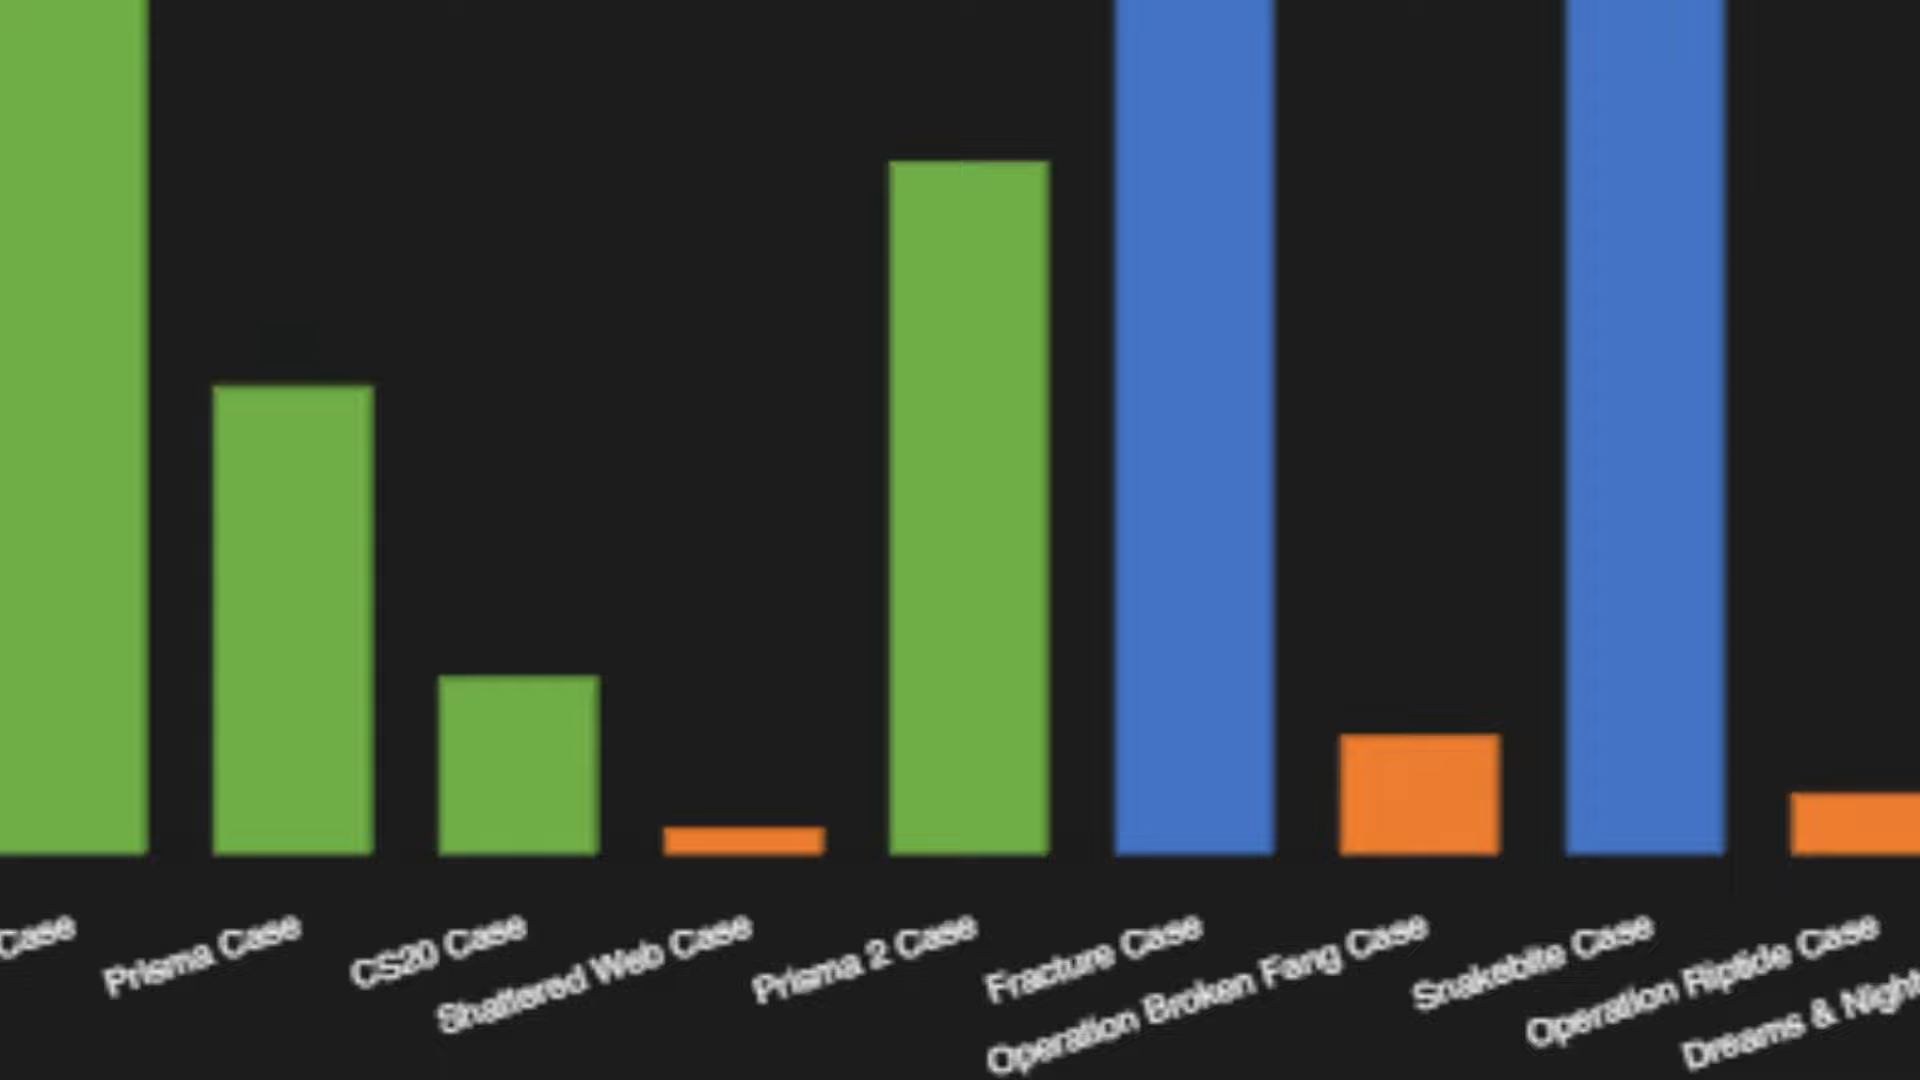 Case
Prisma Case
CS20 Case
Shattered Web Case
Prisma 2 Case
Fracture Case
Operation Broken Fang Case
Snakebite Case
Operation Riptide Case
Dreams & Night